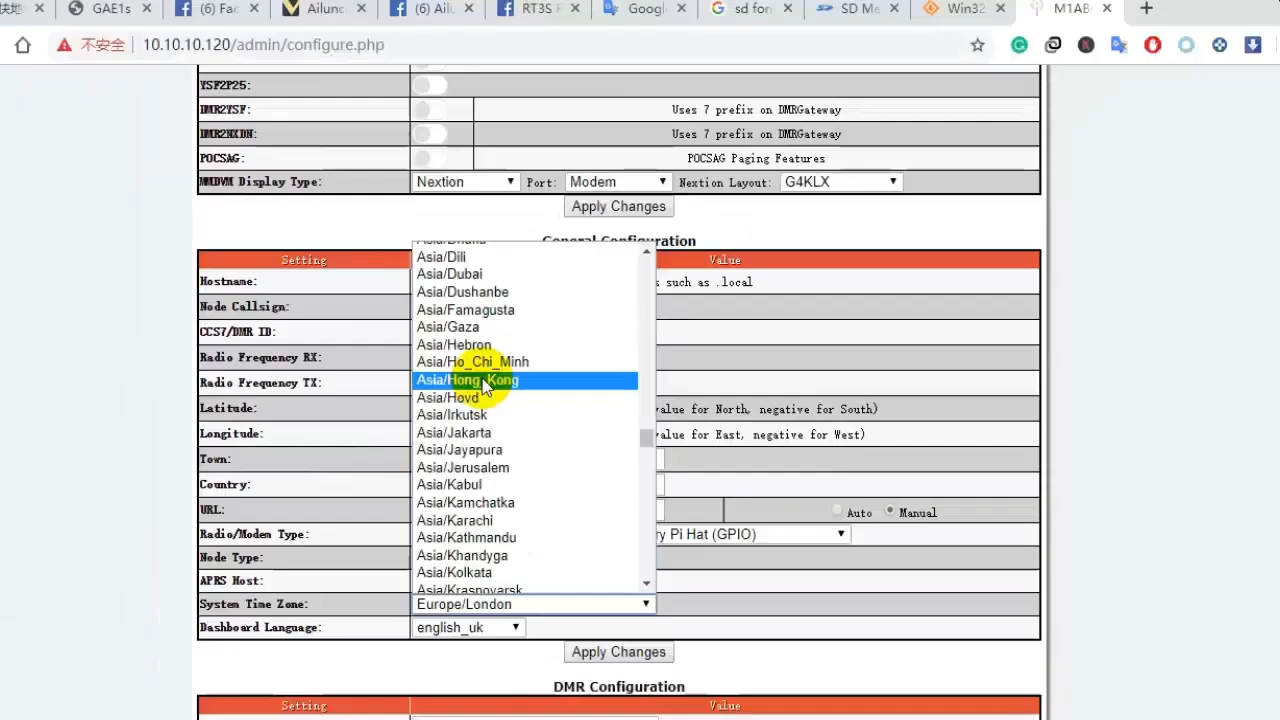 GAE1s
(6) Fac
Ailunc
(6) Ailu
RT3S F
Google
sd for
SD Me
Win32
M1AB
不安全 10.10.10.120/admin/configure.php
YSF2P25:
DMR2YSF: Uses 7 prefix on DMRGateway
DMR2NXDN: Uses 7 prefix on DMRGateway
POCSAG: POCSAG Paging Features
MMDVM Display Type: Nextion Port: Modem Nextion Layout: G4KLX
Apply Changes
General Configuration
Setting Value
Hostname: s such as .local
Node Callsign:
CCS7/DMR ID:
Radio Frequency RX:
Radio Frequency TX:
Latitude: value for North, negative for South)
Longitude: value for East, negative for West)
Town:
Country:
URL: Auto Manual
Radio/Modem Type: ry Pi Hat (GPIO)
Node Type:
APRS Host:
System Time Zone: Europe/London
Dashboard Language: english_uk
Asia/Dhaka
Asia/Dili
Asia/Dubai
Asia/Dushanbe
Asia/Famagusta
Asia/Gaza
Asia/Hebron
Asia/Ho_Chi_Minh
Asia/Hong_Kong
Asia/Hovd
Asia/Irkutsk
Asia/Jakarta
Asia/Jayapura
Asia/Jerusalem
Asia/Kabul
Asia/Kamchatka
Asia/Karachi
Asia/Kathmandu
Asia/Khandyga
Asia/Kolkata
Asia/Krasnoyarsk
Apply Changes
DMR Configuration
Setting Value